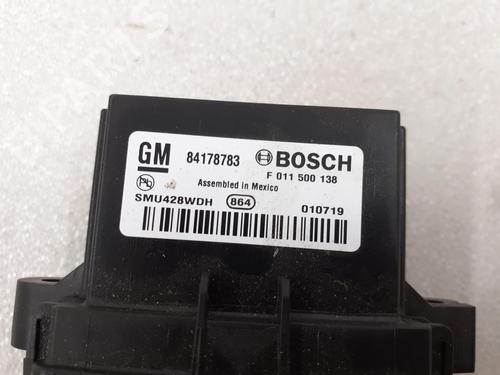 GM 84178783 BOSCH
F 011 500 138
Assembled in Mexico
SMU428WDH 864 010719